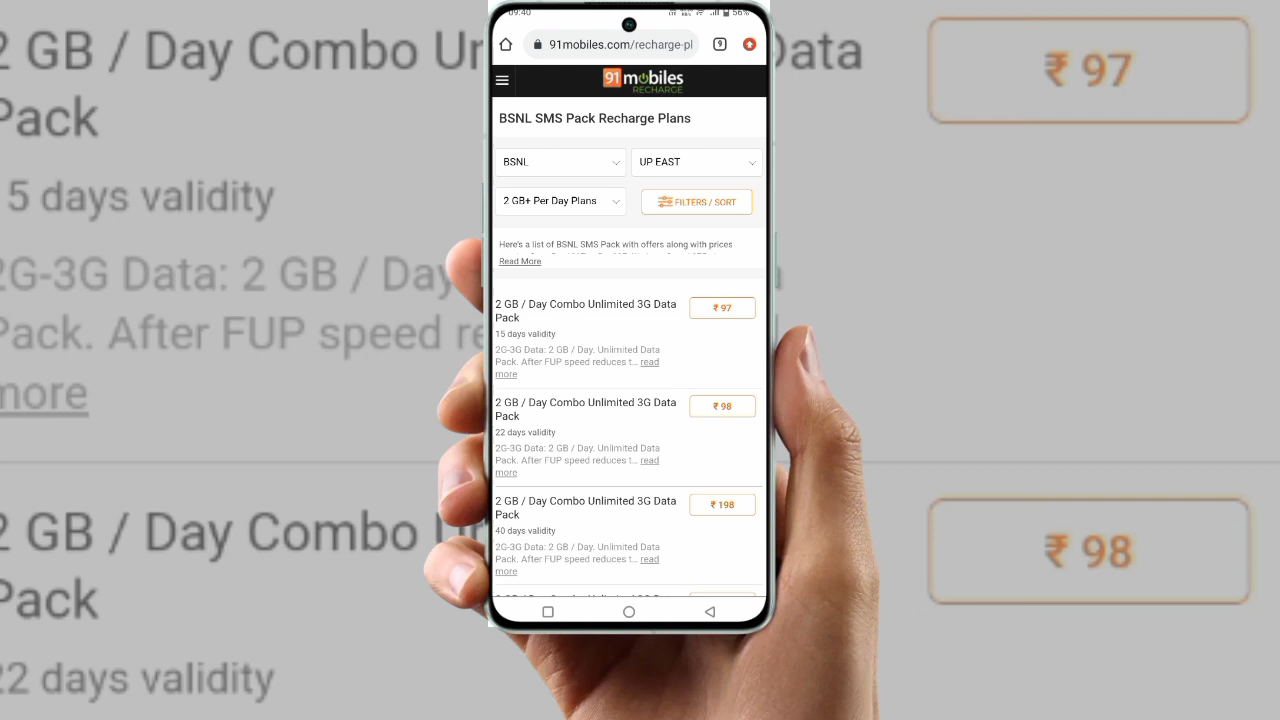 09:40
56%
91mobiles.com/recharge-pl
9
91mobiles
RECHARGE
BSNL SMS Pack Recharge Plans
BSNL
UP EAST
2 GB+ Per Day Plans
FILTERS / SORT
Here's a list of BSNL SMS Pack with offers along with prices
Read More
2 GB / Day Combo Unlimited 3G Data
Pack
₹ 97
15 days validity
2G-3G Data: 2 GB / Day. Unlimited Data
Pack. After FUP speed reduces t... read
more
2 GB / Day Combo Unlimited 3G Data
Pack
₹ 98
22 days validity
2G-3G Data: 2 GB / Day. Unlimited Data
Pack. After FUP speed reduces t... read
more
2 GB / Day Combo Unlimited 3G Data
Pack
₹ 198
40 days validity
2G-3G Data: 2 GB / Day. Unlimited Data
Pack. After FUP speed reduces t... read
more
2 GB / Day Combo Un
Data
Pack
₹ 97
5 days validity
2G-3G Data: 2 GB / Day
Pack. After FUP speed re
more
2 GB / Day Combo Un
Pack
₹ 98
22 days validity